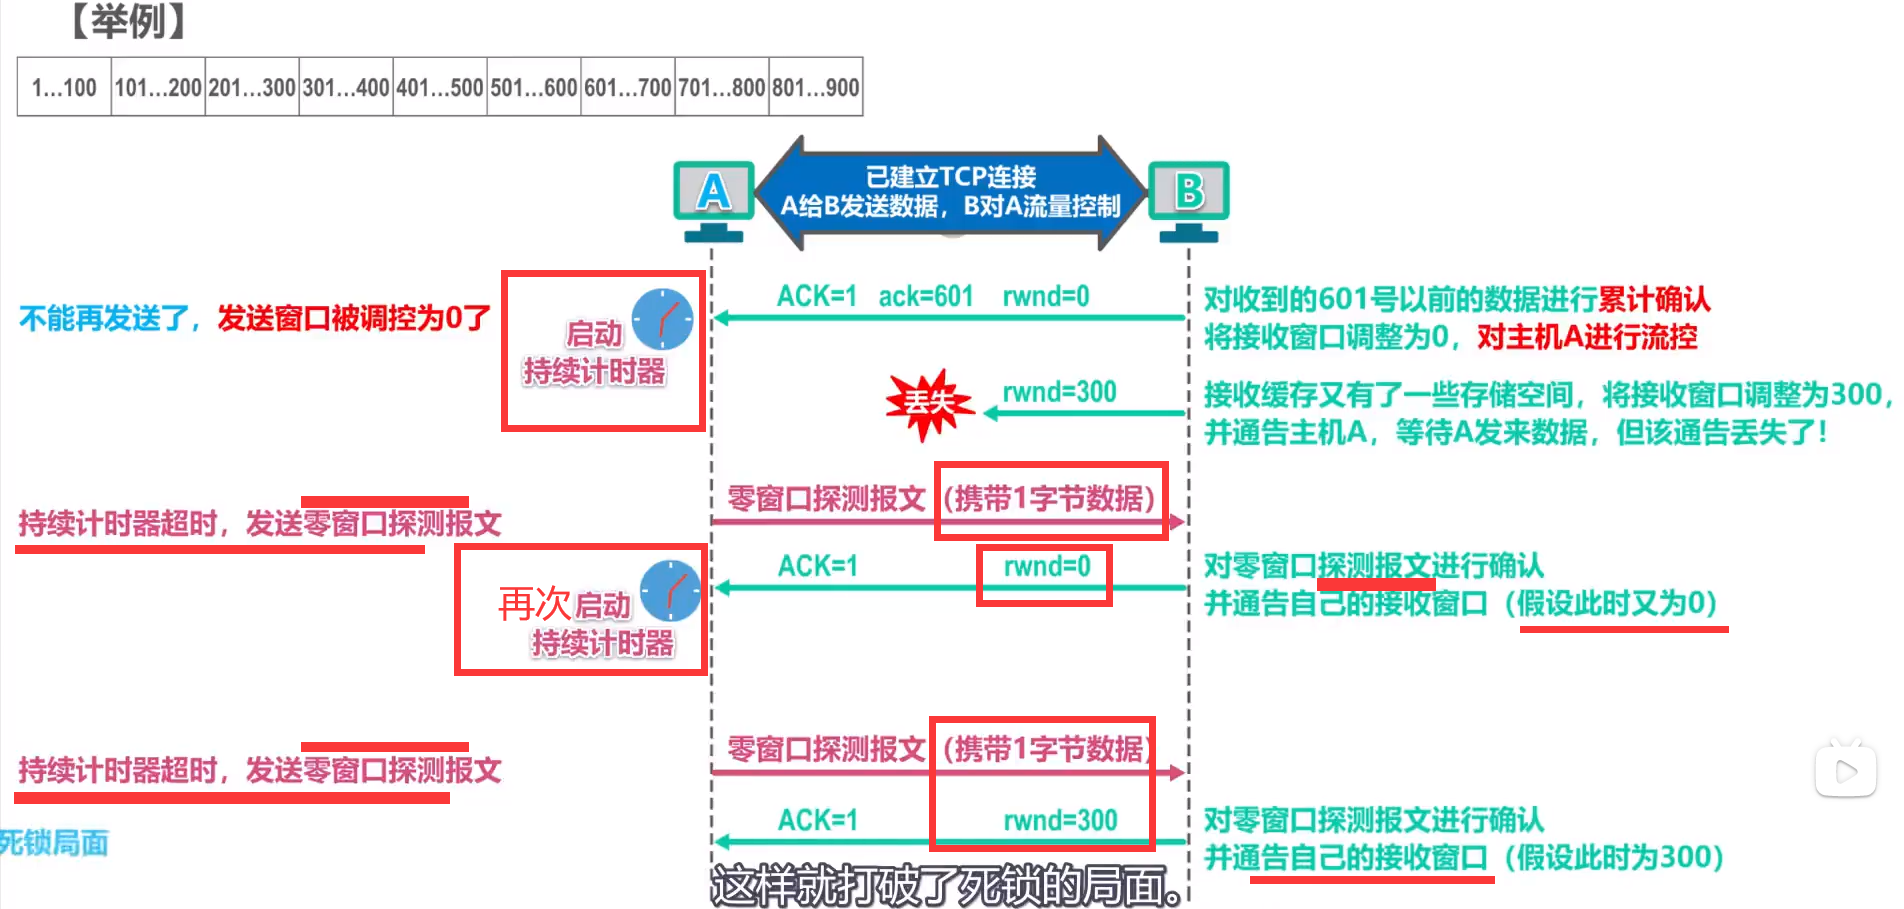 【举例】
1…100 101…200 201…300 301…400 401…500 501…600 601…700 701…800 801…900
A
已建立TCP连接
A给B发送数据，B对A流量控制
B
不能再发送了，发送窗口被调控为0了
启动
持续计时器
ACK=1 ack=601 rwnd=0
对收到的601号以前的数据进行累计确认
将接收窗口调整为0，对主机A进行流控
丢失
rwnd=300
接收缓存又有了一些存储空间，将接收窗口调整为300，
并通告主机A，等待A发来数据，但该通告丢失了！
持续计时器超时，发送零窗口探测报文
零窗口探测报文（携带1字节数据）
再次启动
持续计时器
ACK=1 rwnd=0
对零窗口探测报文进行确认
并通告自己的接收窗口（假设此时又为0）
持续计时器超时，发送零窗口探测报文
零窗口探测报文（携带1字节数据）
死锁局面
ACK=1 rwnd=300
对零窗口探测报文进行确认
并通告自己的接收窗口（假设此时为300）
这样就打破了死锁的局面。